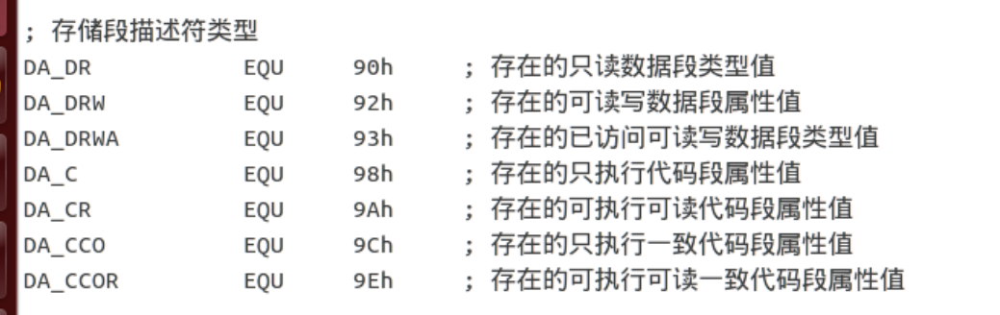 ; 存储段描述符类型
DA_DR EQU 90h ; 存在的只读数据段类型值
DA_DRW EQU 92h ; 存在的可读写数据段属性值
DA_DRWA EQU 93h ; 存在的已访问可读写数据段类型值
DA_C EQU 98h ; 存在的只执行代码段属性值
DA_CR EQU 9Ah ; 存在的可执行可读代码段属性值
DA_CCO EQU 9Ch ; 存在的只执行一致代码段属性值
DA_CCOR EQU 9Eh ; 存在的可执行可读一致代码段属性值